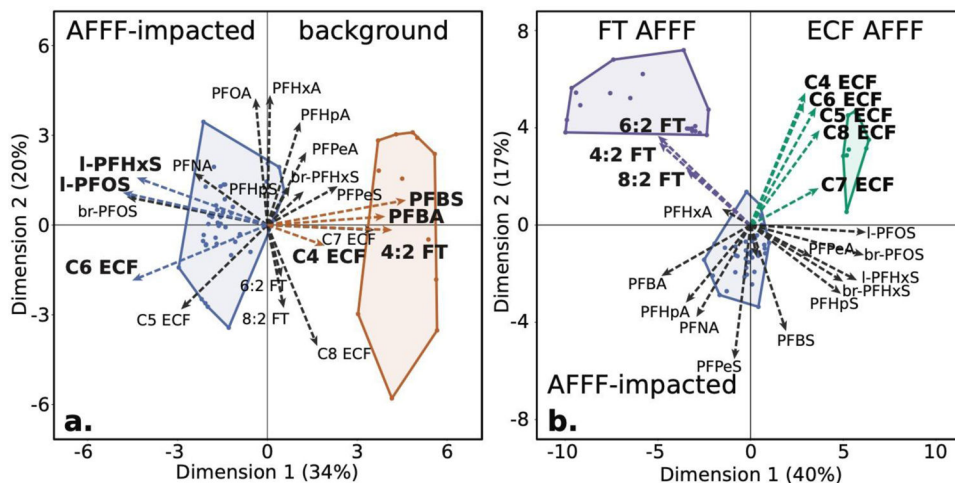 AFFF-impacted
background
6
3
0
-3
-6
Dimension 2 (20%)
PFOA
PFHxA
PFHpA
PFPeA
PFNA
br-PFHxS
PFHpS
PFPeS
l-PFHxS
l-PFOS
br-PFOS
PFBS
PFBA
C7 ECF
4:2 FT
C4 ECF
C6 ECF
6:2 FT
C5 ECF
8:2 FT
C8 ECF
a.
-6
-3
0
3
6
Dimension 1 (34%)
FT AFFF
ECF AFFF
8
4
0
-4
-8
Dimension 2 (17%)
C4 ECF
C6 ECF
C5 ECF
C8 ECF
6:2 FT
4:2 FT
8:2 FT
C7 ECF
PFHxA
l-PFOS
PFPeA
br-PFOS
PFBA
l-PFHxS
br-PFHxS
PFHpS
PFHpA
PFNA
PFBS
PFPeS
AFFF-impacted
b.
-10
-5
0
5
10
Dimension 1 (40%)